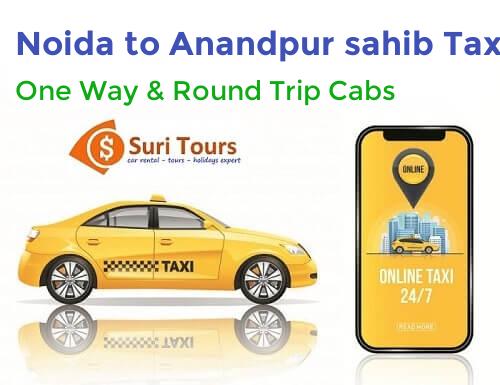 Noida to Anandpur sahib Tax
One Way & Round Trip Cabs
$ Suri Tours
car rental - tours - holidays expert
TAXI
ONLINE
ONLINE TAXI
24/7
READ MORE